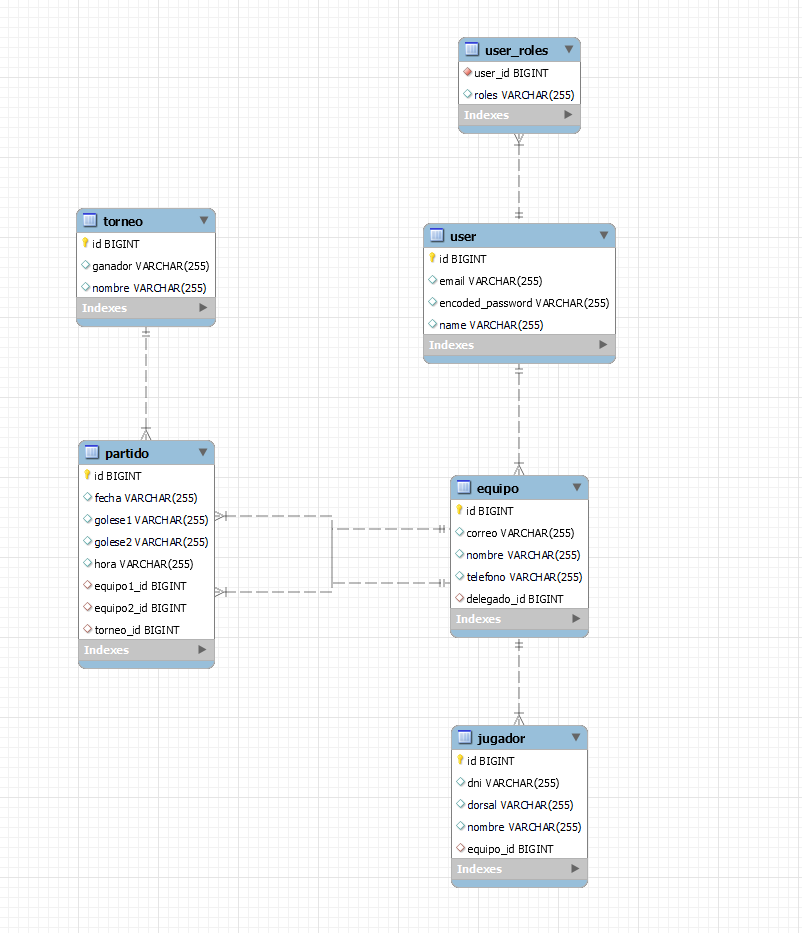 user_roles
user_id BIGINT
roles VARCHAR(255)
Indexes
torneo
id BIGINT
ganador VARCHAR(255)
nombre VARCHAR(255)
Indexes
user
id BIGINT
email VARCHAR(255)
encoded_password VARCHAR(255)
name VARCHAR(255)
Indexes
partido
id BIGINT
fecha VARCHAR(255)
golese1 VARCHAR(255)
golese2 VARCHAR(255)
hora VARCHAR(255)
equipo1_id BIGINT
equipo2_id BIGINT
torneo_id BIGINT
Indexes
equipo
id BIGINT
correo VARCHAR(255)
nombre VARCHAR(255)
telefono VARCHAR(255)
delegado_id BIGINT
Indexes
jugador
id BIGINT
dni VARCHAR(255)
dorsal VARCHAR(255)
nombre VARCHAR(255)
equipo_id BIGINT
Indexes